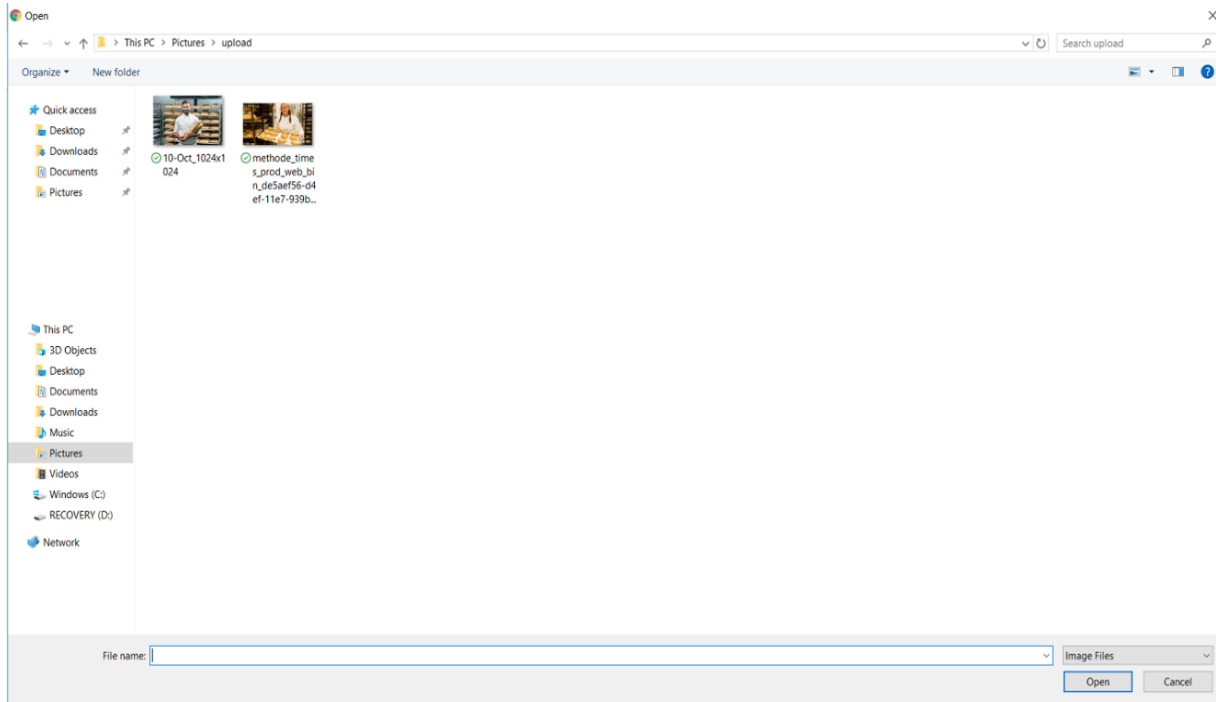 Open
This PC > Pictures > upload
Search upload
Organize
New folder
Quick access
Desktop
Downloads
Documents
Pictures
10-Oct_1024x1
024
methode_time
s_prod_web_bi
n_de5aef56-d4
ef-11e7-939b...
This PC
3D Objects
Desktop
Documents
Downloads
Music
Pictures
Videos
Windows (C:)
RECOVERY (D:)
Network
File name:
Image Files
Open
Cancel